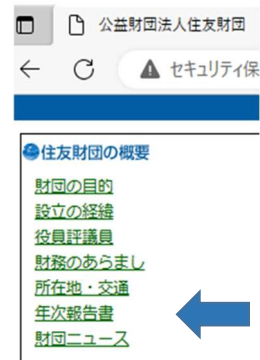 公益財団法人住友財団
セキュリティ保
住友財団の概要
財団の目的
設立の経緯
役員評議員
財務のあらまし
所在地・交通
年次報告書
財団ニュース